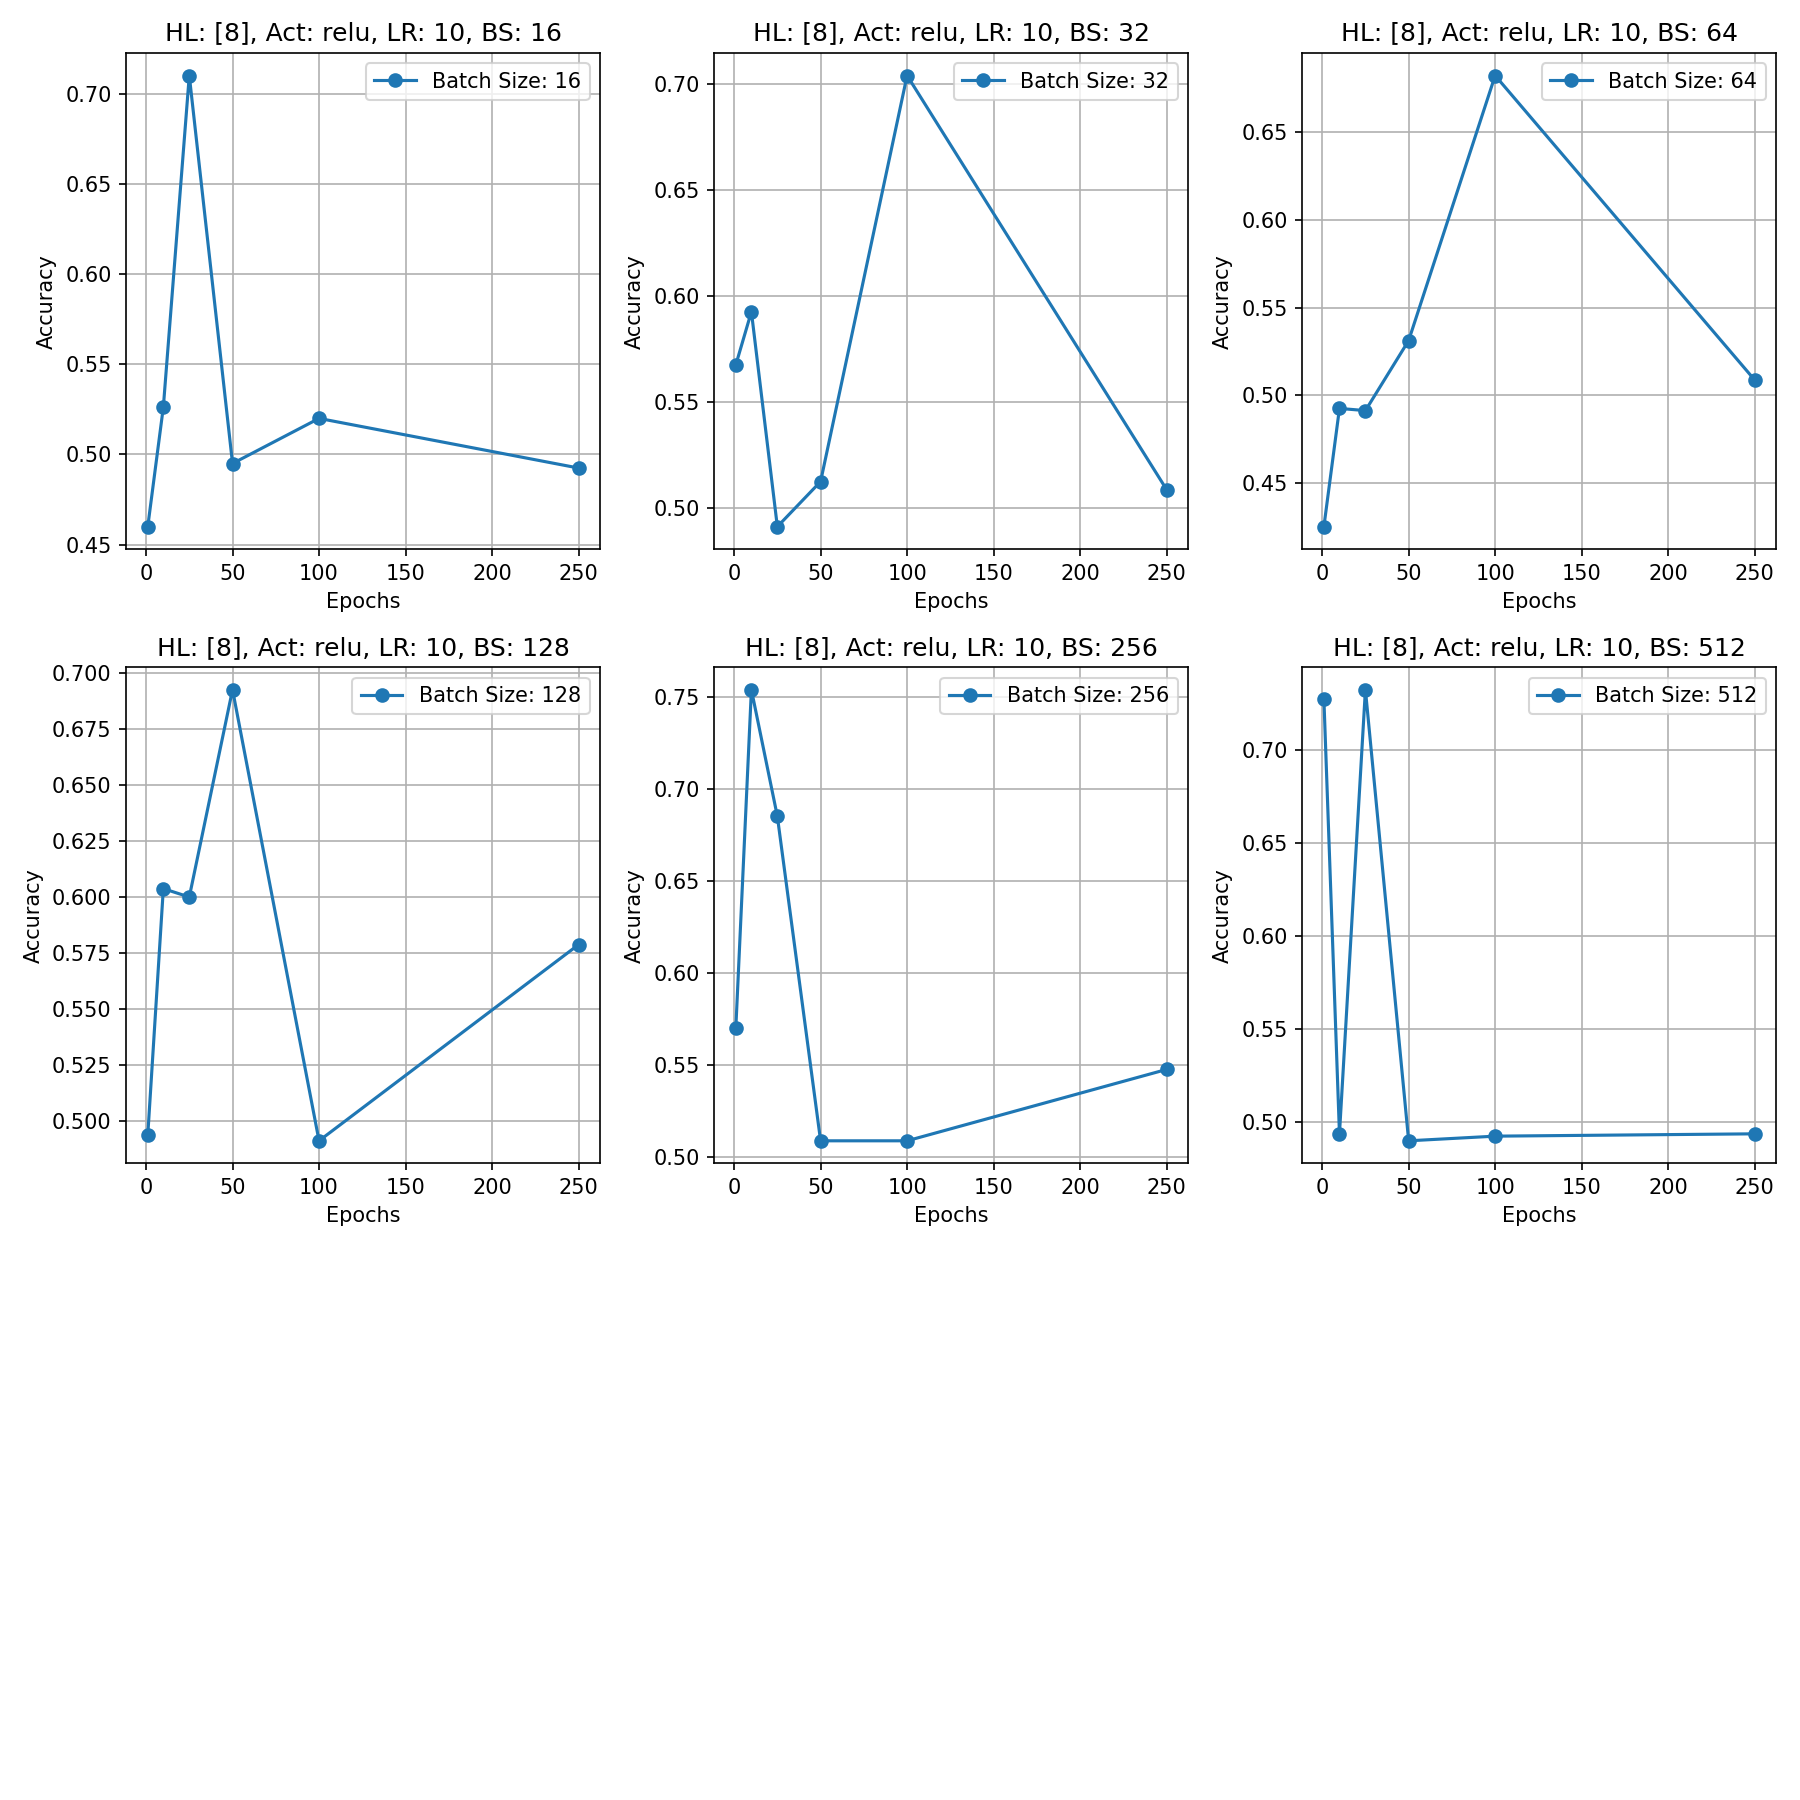 HL: [8], Act: relu, LR: 10, BS: 16
Batch Size: 16
Accuracy
0.70
0.65
0.60
0.55
0.50
0.45
0 50 100 150 200 250
Epochs
HL: [8], Act: relu, LR: 10, BS: 32
Batch Size: 32
Accuracy
0.70
0.65
0.60
0.55
0.50
0 50 100 150 200 250
Epochs
HL: [8], Act: relu, LR: 10, BS: 64
Batch Size: 64
Accuracy
0.65
0.60
0.55
0.50
0.45
0 50 100 150 200 250
Epochs
HL: [8], Act: relu, LR: 10, BS: 128
Batch Size: 128
Accuracy
0.700
0.675
0.650
0.625
0.600
0.575
0.550
0.525
0.500
0 50 100 150 200 250
Epochs
HL: [8], Act: relu, LR: 10, BS: 256
Batch Size: 256
Accuracy
0.75
0.70
0.65
0.60
0.55
0.50
0 50 100 150 200 250
Epochs
HL: [8], Act: relu, LR: 10, BS: 512
Batch Size: 512
Accuracy
0.70
0.65
0.60
0.55
0.50
0 50 100 150 200 250
Epochs